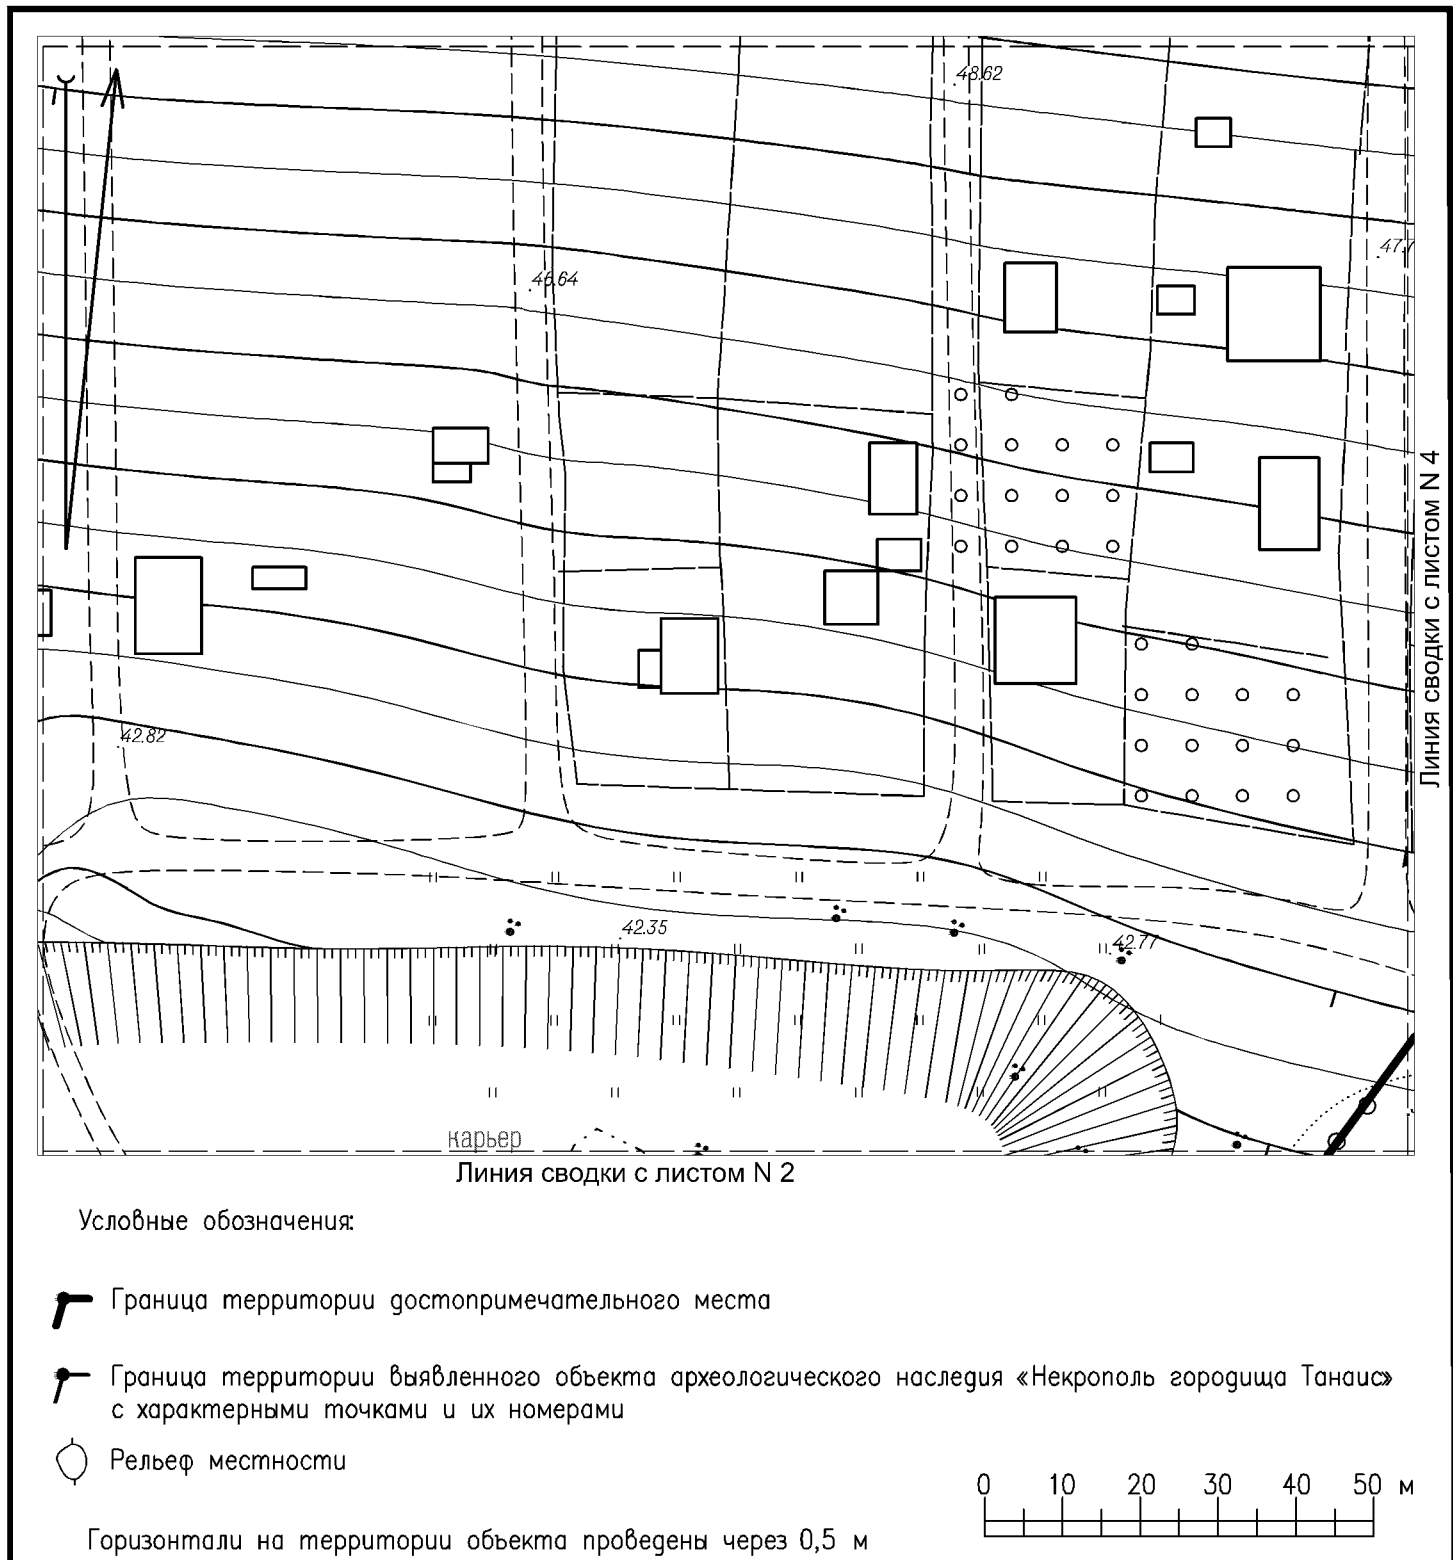 48.62
47.7
46.64
Линия сводки с листом N 4
42.82
42.35
42.77
карьер
Линия сводки с листом N 2
Условные обозначения:
Граница территории достопримечательного места
Граница территории выявленного объекта археологического наследия «Некрополь городища Танаис»
с характерными точками и их номерами
Рельеф местности
0 10 20 30 40 50 м
Горизонтали на территории объекта проведены через 0,5 м